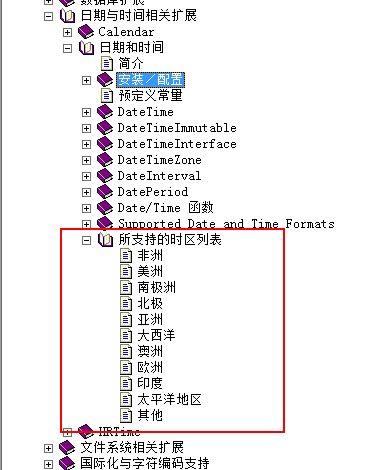 数据库扩展
日期与时间相关扩展
Calendar
日期和时间
简介
安装／配置
预定义常量
DateTime
DateTimeImmutable
DateTimeInterface
DateTimeZone
DateInterval
DatePeriod
Date/Time 函数
Supported Date and Time Formats
所支持的时区列表
非洲
美洲
南极洲
北极
亚洲
大西洋
澳洲
欧洲
印度
太平洋地区
其他
HRTime
文件系统相关扩展
国际化与字符编码支持